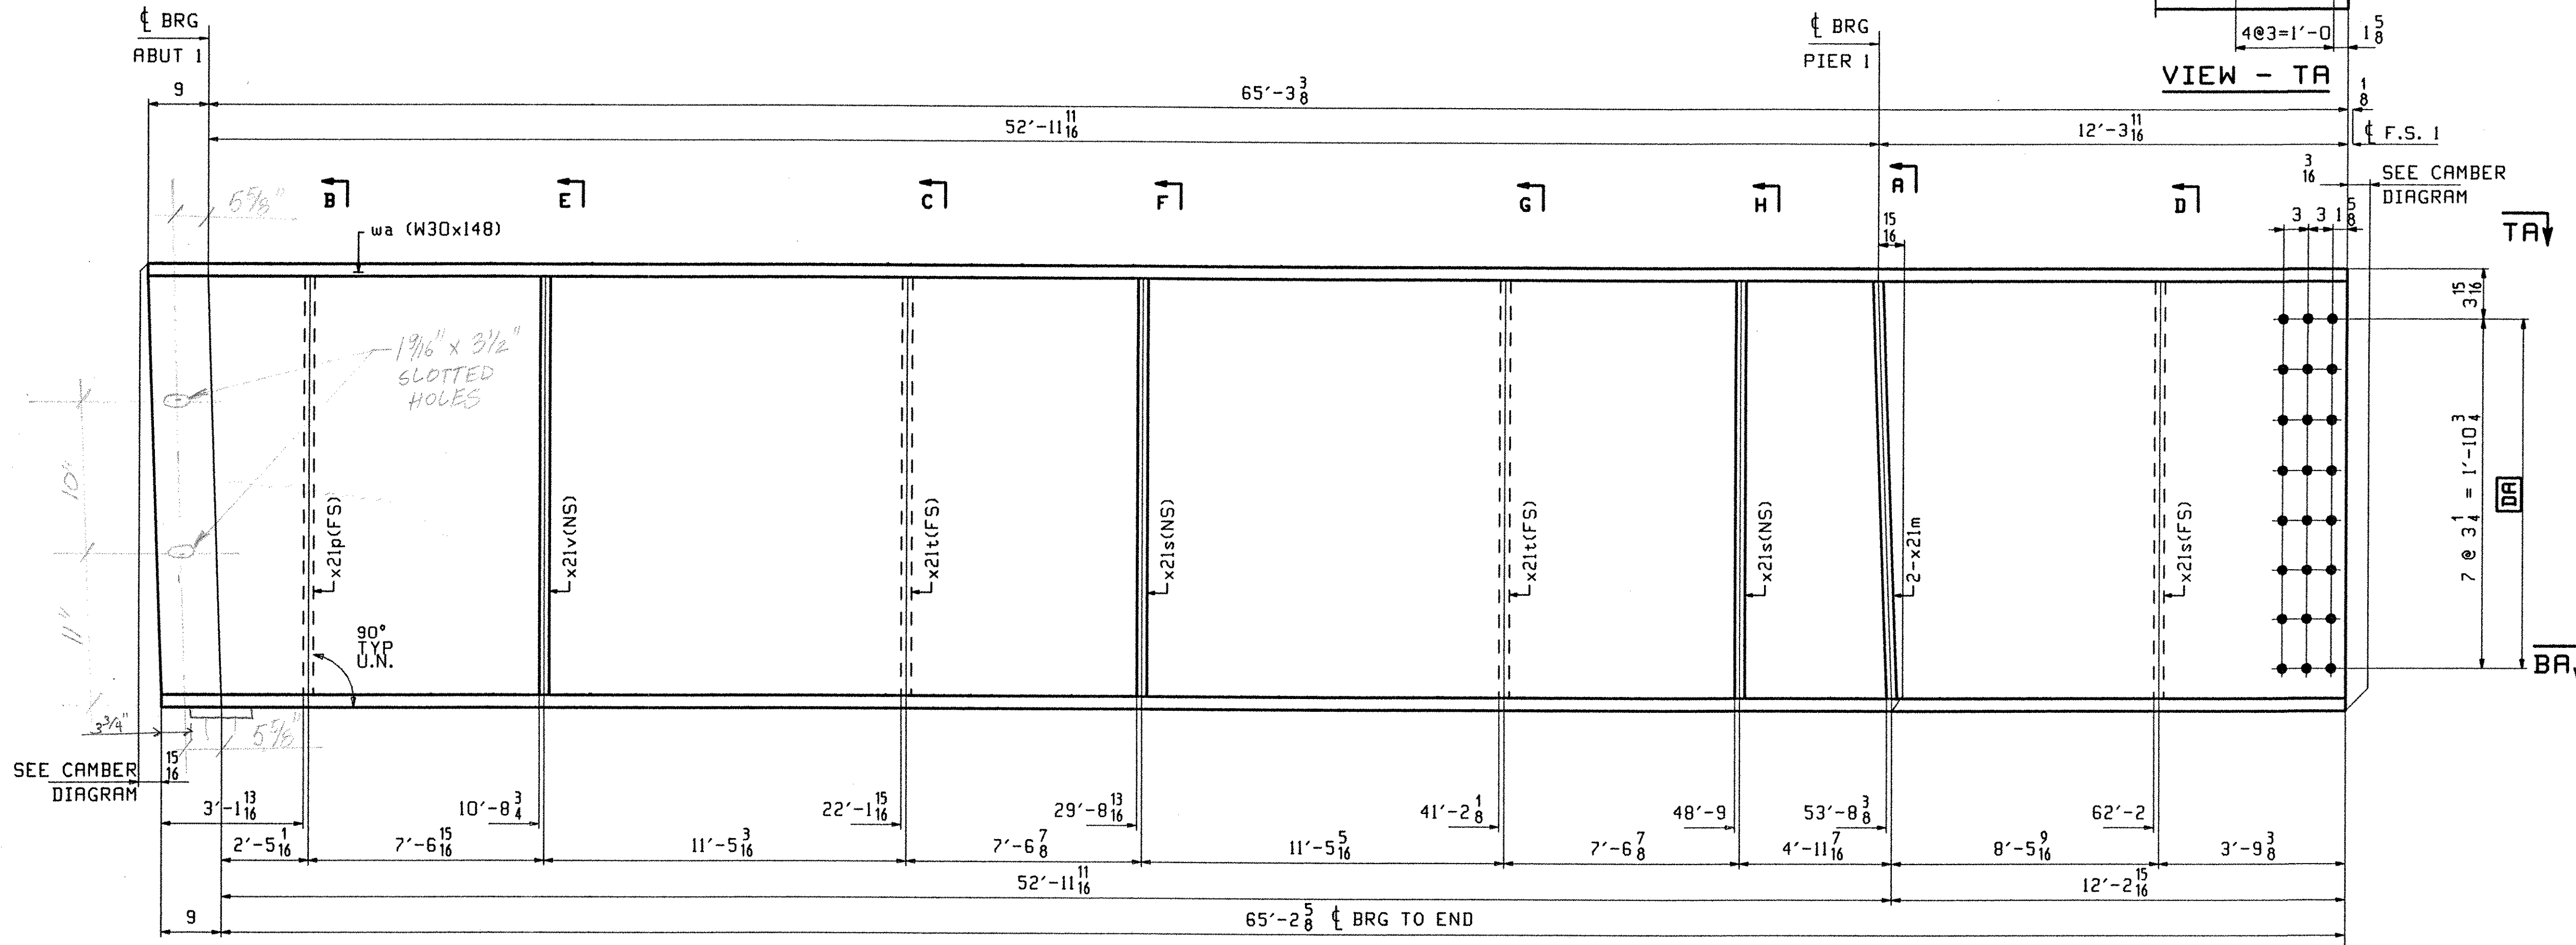 4@3=1'-0 1 5/8
VIEW - TA
℄ BRG
ABUT 1
℄ BRG
PIER 1
9
65'-3 3/8
1/8
52'-11 11/16
12'-3 11/16
℄ F.S. 1
3/16
SEE CAMBER
DIAGRAM
5 5/8"
B
E
C
F
G
H
A
D
15/16
3 3 1 5/8
TA
wa (W30x148)
3 15/16
1 9/16" x 3 1/2"
SLOTTED
HOLES
10"
11"
7 @ 3 1/4 = 1'-10 3/4
DA
x21p(FS)
x21v(NS)
x21t(FS)
x21s(NS)
x21t(FS)
x21s(NS)
2-x21m
x21s(FS)
90°
TYP
U.N.
BA
3 3/4"
5 5/8"
SEE CAMBER
DIAGRAM
15/16
3'-1 13/16
10'-8 3/4
22'-1 15/16
29'-8 13/16
41'-2 1/8
48'-9
53'-8 3/8
62'-2
2'-5 1/16
7'-6 15/16
11'-5 3/16
7'-6 7/8
11'-5 5/16
7'-6 7/8
4'-11 7/16
8'-5 9/16
3'-9 3/8
52'-11 11/16
12'-2 15/16
9
65'-2 5/8 ℄ BRG TO END